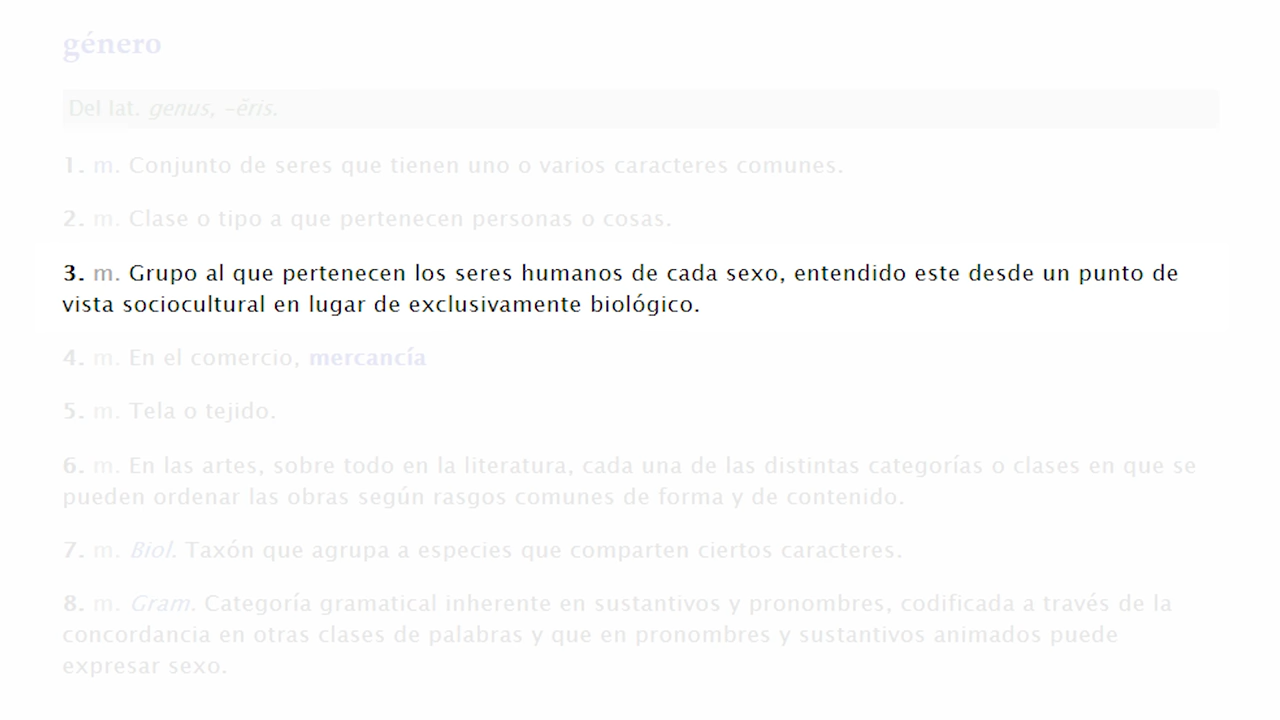 género
Del lat. genus, -ĕris.
1. m. Conjunto de seres que tienen uno o varios caracteres comunes.
2. m. Clase o tipo a que pertenecen personas o cosas.
3. m. Grupo al que pertenecen los seres humanos de cada sexo, entendido este desde un punto de
vista sociocultural en lugar de exclusivamente biológico.
4. m. En el comercio, mercancía
5. m. Tela o tejido.
6. m. En las artes, sobre todo en la literatura, cada una de las distintas categorías o clases en que se
pueden ordenar las obras según rasgos comunes de forma y de contenido.
7. m. Biol. Taxón que agrupa a especies que comparten ciertos caracteres.
8. m. Gram. Categoría gramatical inherente en sustantivos y pronombres, codificada a través de la
concordancia en otras clases de palabras y que en pronombres y sustantivos animados puede
expresar sexo.